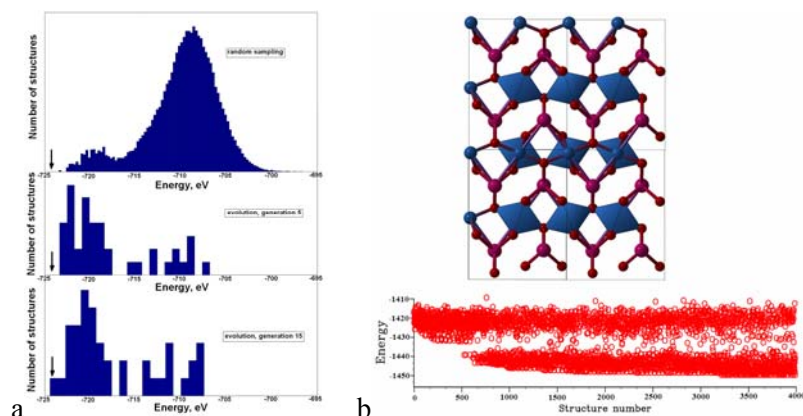 random sampling
Number of structures
-725 -720 -715 -710 -705 -700 -695
Energy, eV
evolution, generation 5
Number of structures
-725 -720 -715 -710 -705 -700 -695
Energy, eV
evolution, generation 15
Number of structures
-725 -720 -715 -710 -705 -700 -695
Energy, eV
a
-1410
-1420
-1430
-1440
-1450
Energy
0 500 1000 1500 2000 2500 3000 3500 4000
Structure number
b